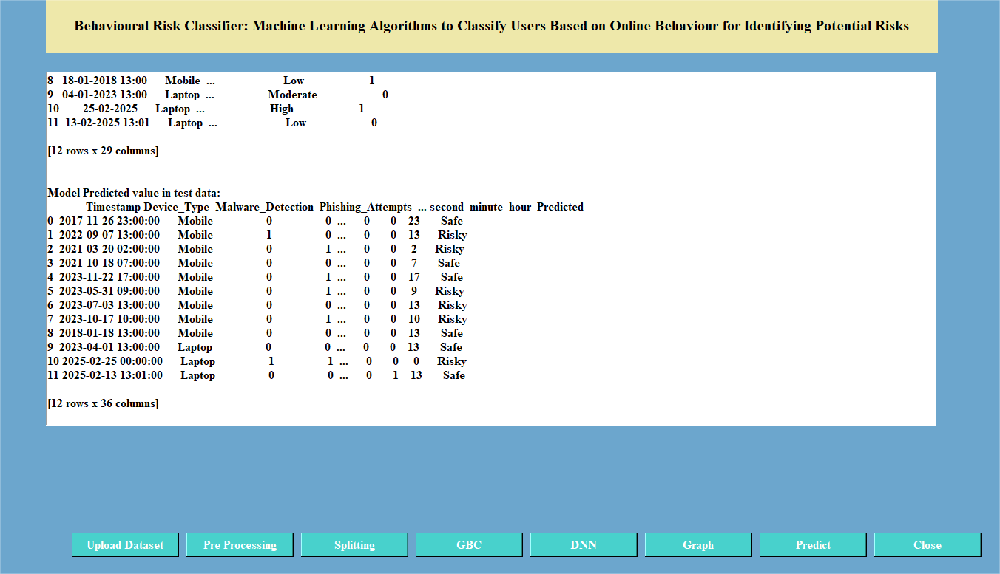 Behavioural Risk Classifier: Machine Learning Algorithms to Classify Users Based on Online Behaviour for Identifying Potential Risks
8 18-01-2018 13:00 Mobile ... Low 1
9 04-01-2023 13:00 Laptop ... Moderate 0
10 25-02-2025 Laptop ... High 1
11 13-02-2025 13:01 Laptop ... Low 0
[12 rows x 29 columns]
Model Predicted value in test data:
Timestamp Device_Type Malware_Detection Phishing_Attempts ... second minute hour Predicted
0 2017-11-26 23:00:00 Mobile 0 0 ... 0 0 23 Safe
1 2022-09-07 13:00:00 Mobile 1 0 ... 0 0 13 Risky
2 2021-03-20 02:00:00 Mobile 0 1 ... 0 0 2 Risky
3 2021-10-18 07:00:00 Mobile 0 0 ... 0 0 7 Safe
4 2023-11-22 17:00:00 Mobile 0 1 ... 0 0 17 Safe
5 2023-05-31 09:00:00 Mobile 0 1 ... 0 0 9 Risky
6 2023-07-03 13:00:00 Mobile 0 0 ... 0 0 13 Risky
7 2023-10-17 10:00:00 Mobile 0 1 ... 0 0 10 Risky
8 2018-01-18 13:00:00 Mobile 0 0 ... 0 0 13 Safe
9 2023-04-01 13:00:00 Laptop 0 0 ... 0 0 13 Safe
10 2025-02-25 00:00:00 Laptop 1 1 ... 0 0 0 Risky
11 2025-02-13 13:01:00 Laptop 0 0 ... 0 1 13 Safe
[12 rows x 36 columns]
Upload Dataset Pre Processing Splitting GBC DNN Graph Predict Close